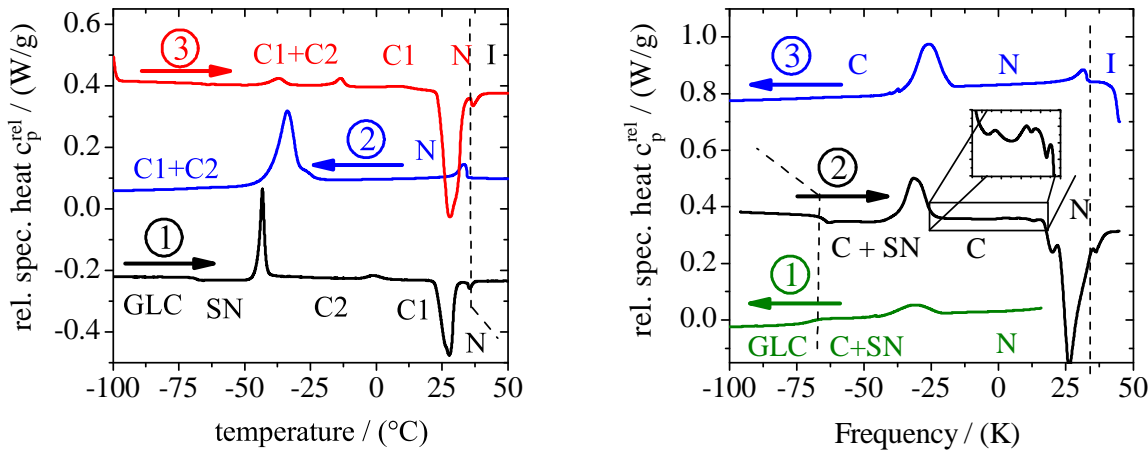 0.6
0.4
0.2
0.0
-0.2
-0.4
rel. spec. heat c_p^rel / (W/g)
3
C1+C2
C1
N
I
C1+C2
2
N
1
GLC
SN
C2
C1
N
-100
-75
-50
-25
0
25
50
temperature / (°C)
1.0
0.8
0.6
0.4
0.2
0.0
rel. spec. heat c_p^rel / (W/g)
3
C
N
I
2
C + SN
C
N
1
GLC
C+SN
N
-100
-75
-50
-25
0
25
50
Frequency / (K)